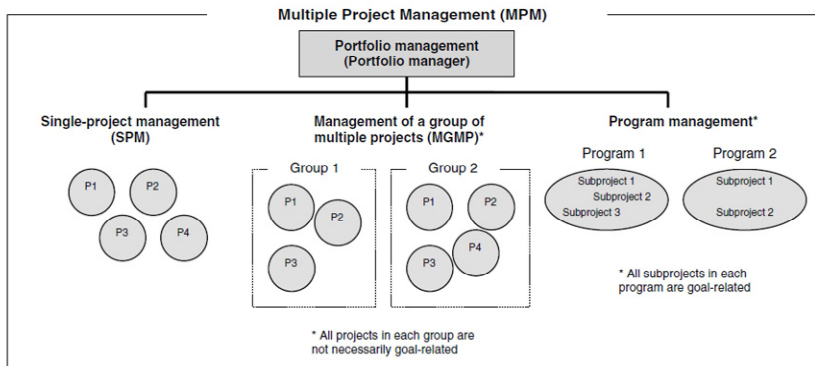 Multiple Project Management (MPM)
Portfolio management
(Portfolio manager)
Single-project management
(SPM)
P1
P2
P3
P4
Management of a group of
multiple projects (MGMP)*
Group 1
P1
P2
P3
Group 2
P1
P2
P4
P3
* All projects in each group are
not necessarily goal-related
Program management*
Program 1
Subproject 1
Subproject 2
Subproject 3
Program 2
Subproject 1
Subproject 2
* All subprojects in each
program are goal-related